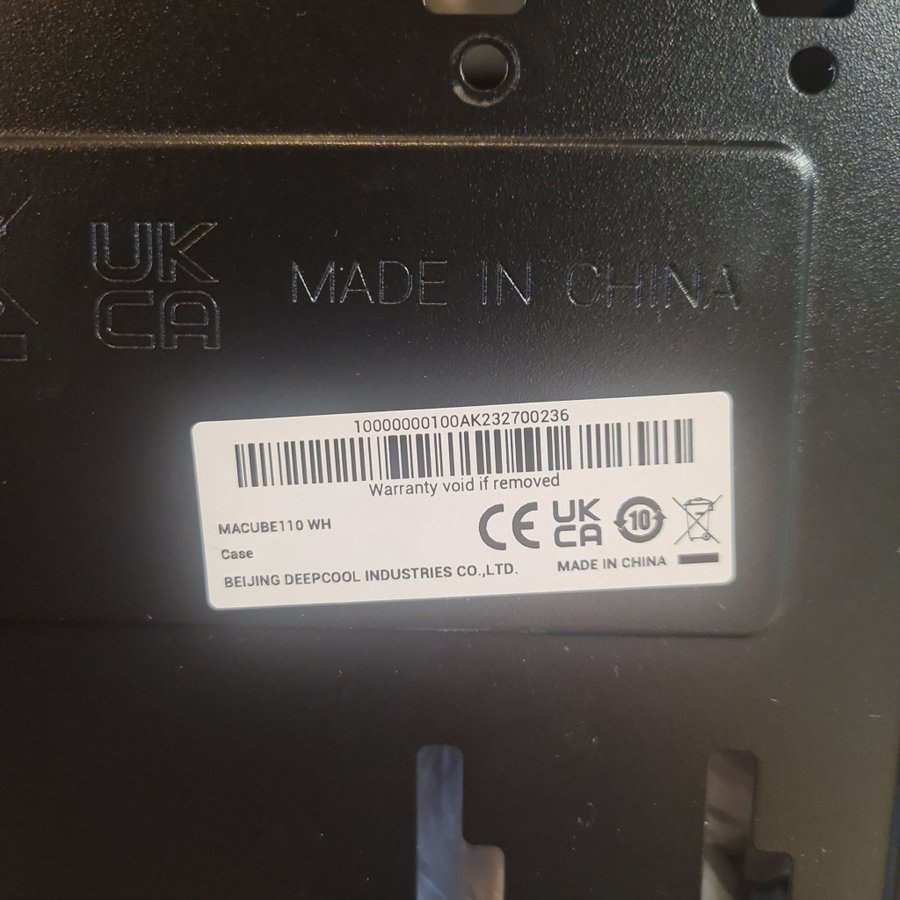 UK
CA
MADE IN CHINA
10000000100AK232700236
Warranty void if removed
MACUBE110 WH
Case
BEIJING DEEPCOOL INDUSTRIES CO.,LTD.
CE
UK
CA
10
MADE IN CHINA